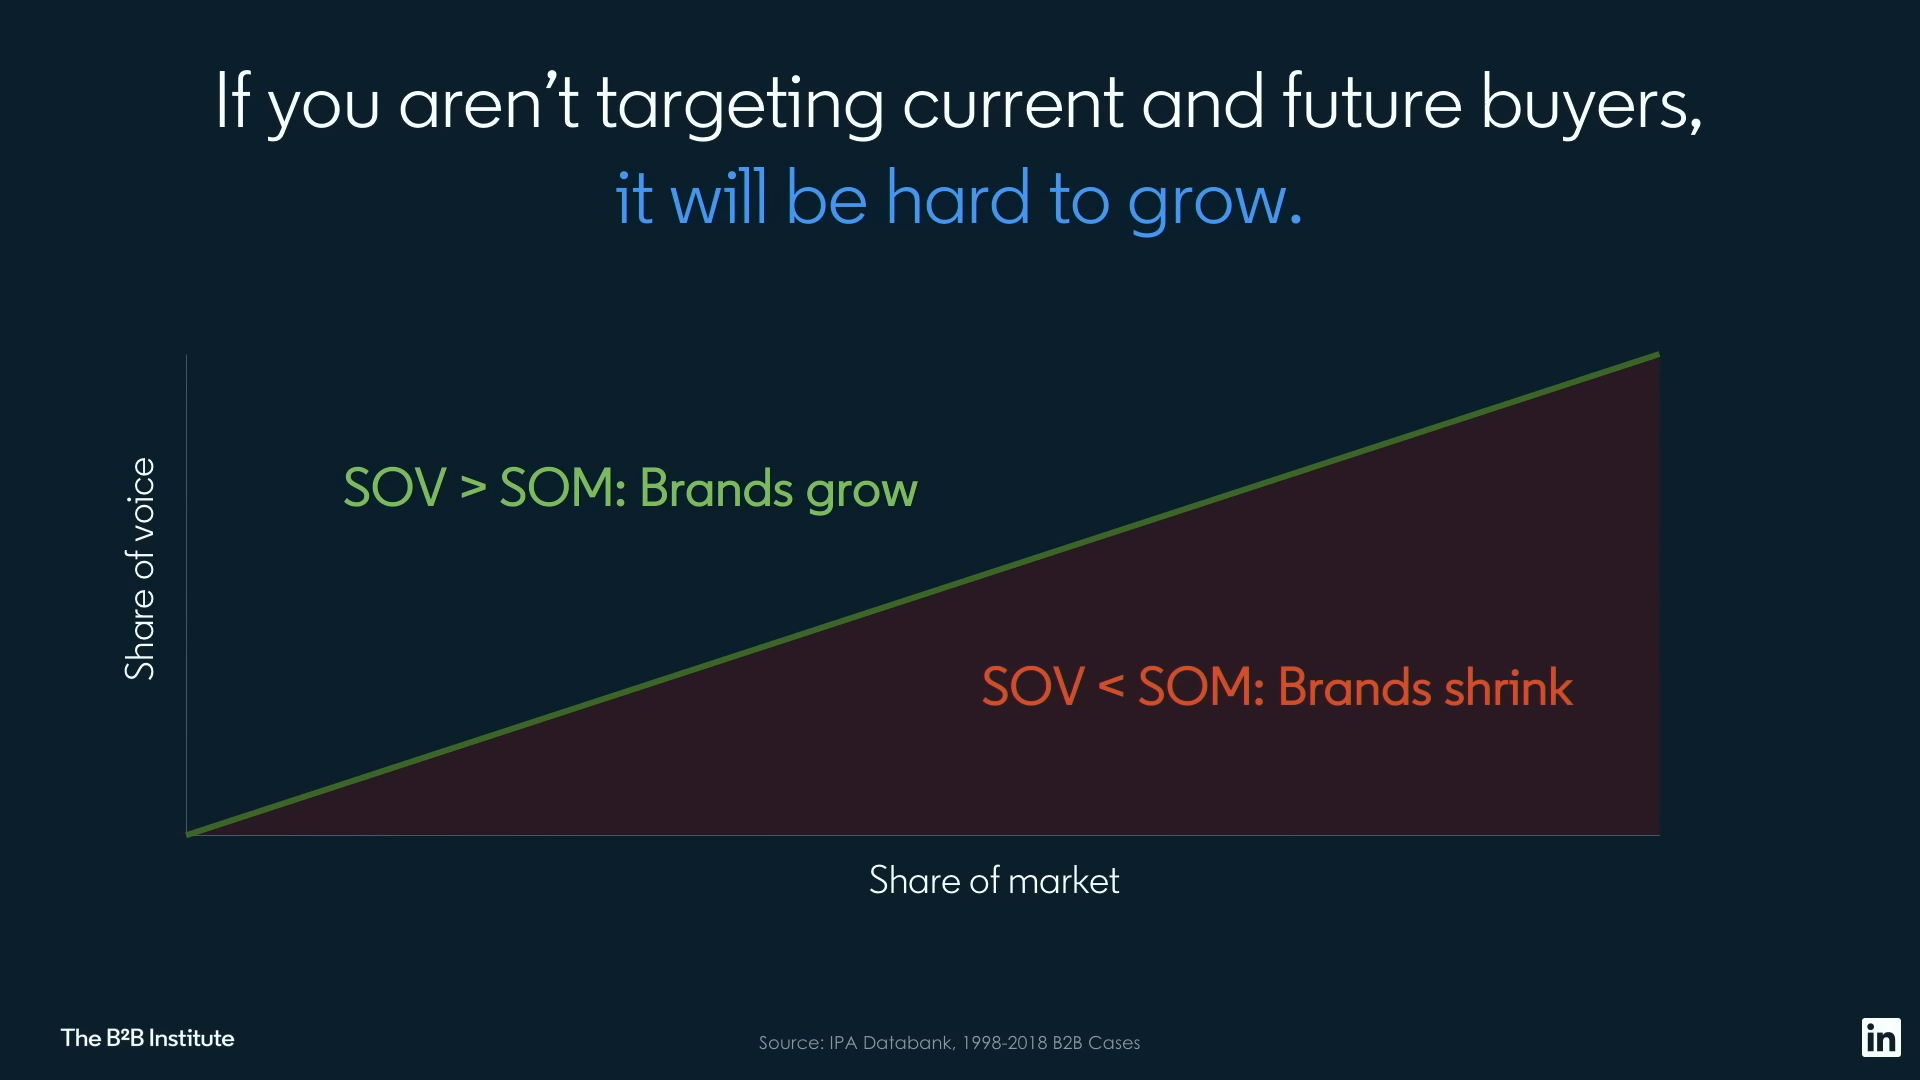 If you aren’t targeting current and future buyers,
it will be hard to grow.
SOV > SOM: Brands grow
Share of voice
SOV < SOM: Brands shrink
Share of market
The B²B Institute
Source: IPA Databank, 1998-2018 B2B Cases
in